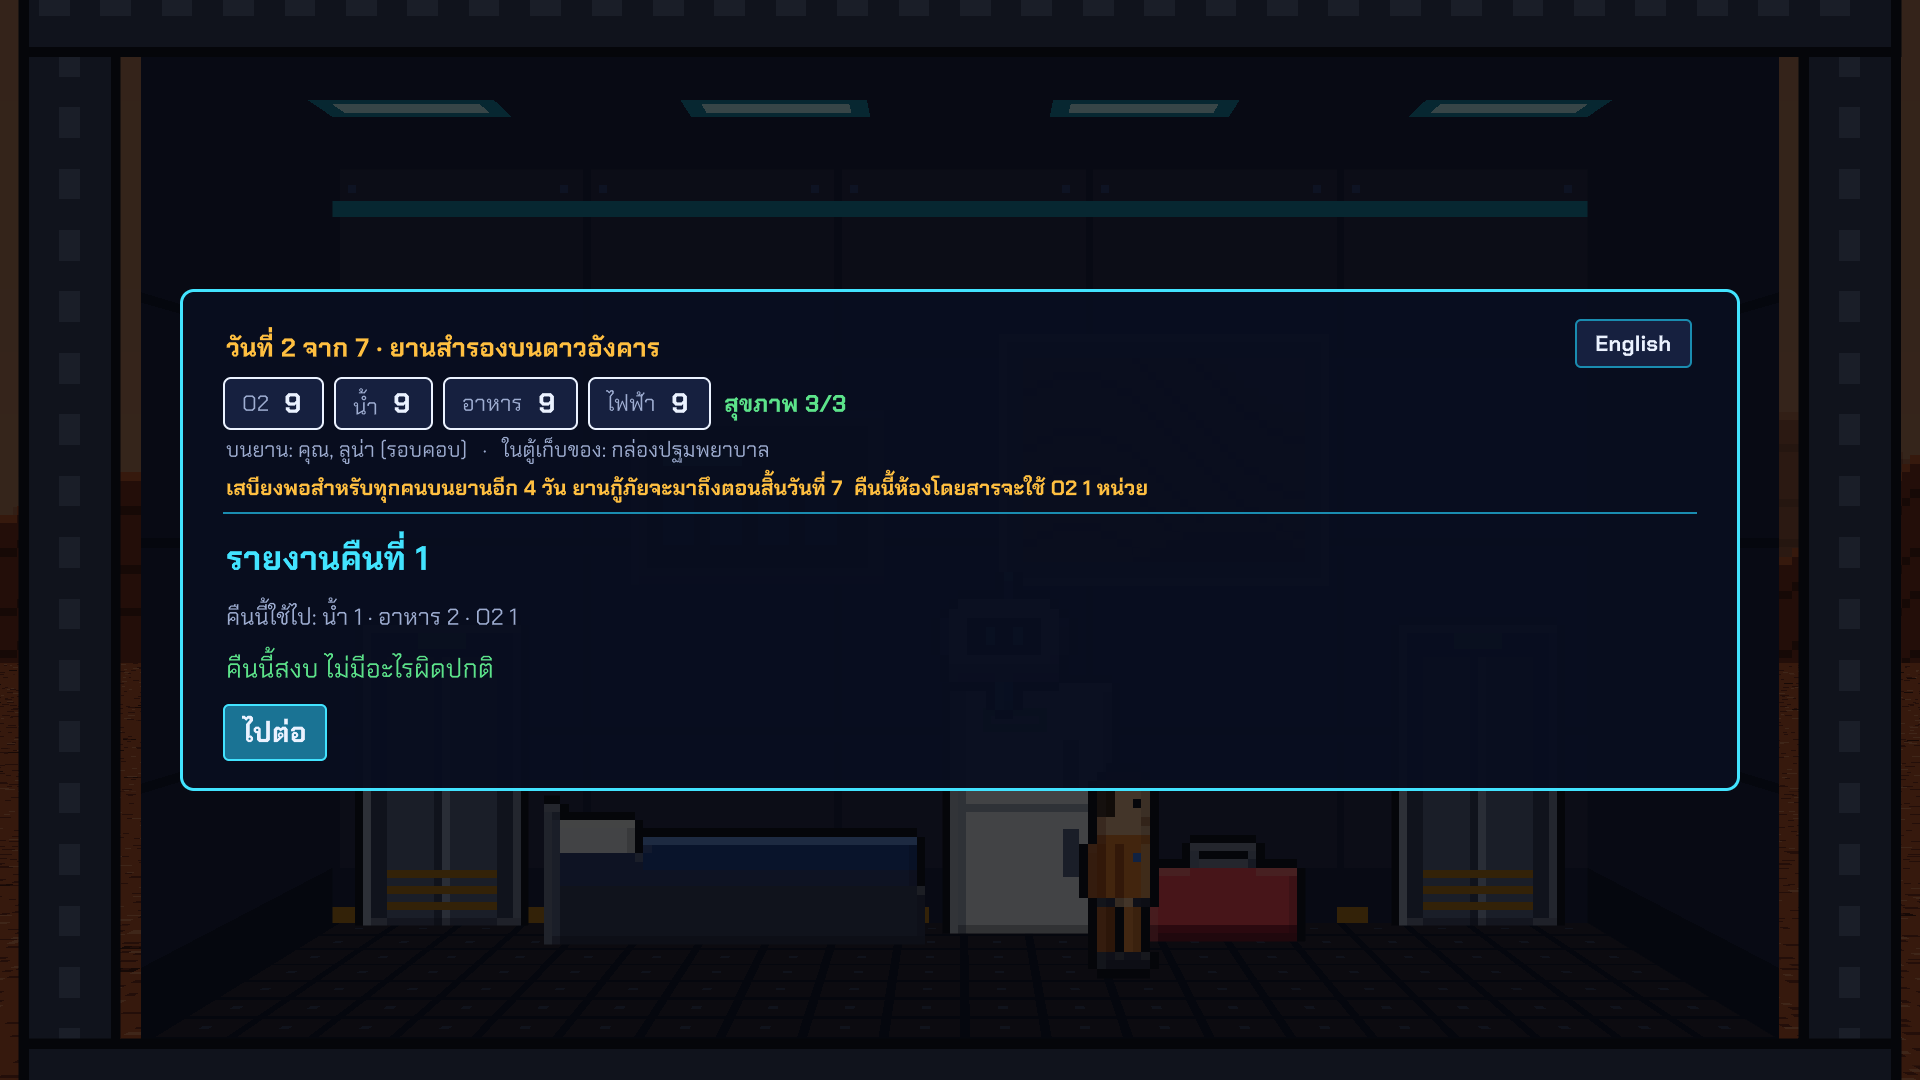 วันที่ 2 จาก 7 · ยานสำรองบนดาวอังคาร
English
O2 9 น้ำ 9 อาหาร 9 ไฟฟ้า 9 สุขภาพ 3/3
บนยาน: คุณ, ลูน่า (รอบคอบ) · ในตู้เก็บของ: กล่องปฐมพยาบาล
เสบียงพอสำหรับทุกคนบนยานอีก 4 วัน ยานกู้ภัยจะมาถึงตอนสิ้นวันที่ 7 คืนนี้ห้องโดยสารจะใช้ O2 1 หน่วย
รายงานคืนที่ 1
คืนนี้ใช้ไป: น้ำ 1 · อาหาร 2 · O2 1
คืนนี้สงบ ไม่มีอะไรผิดปกติ
ไปต่อ